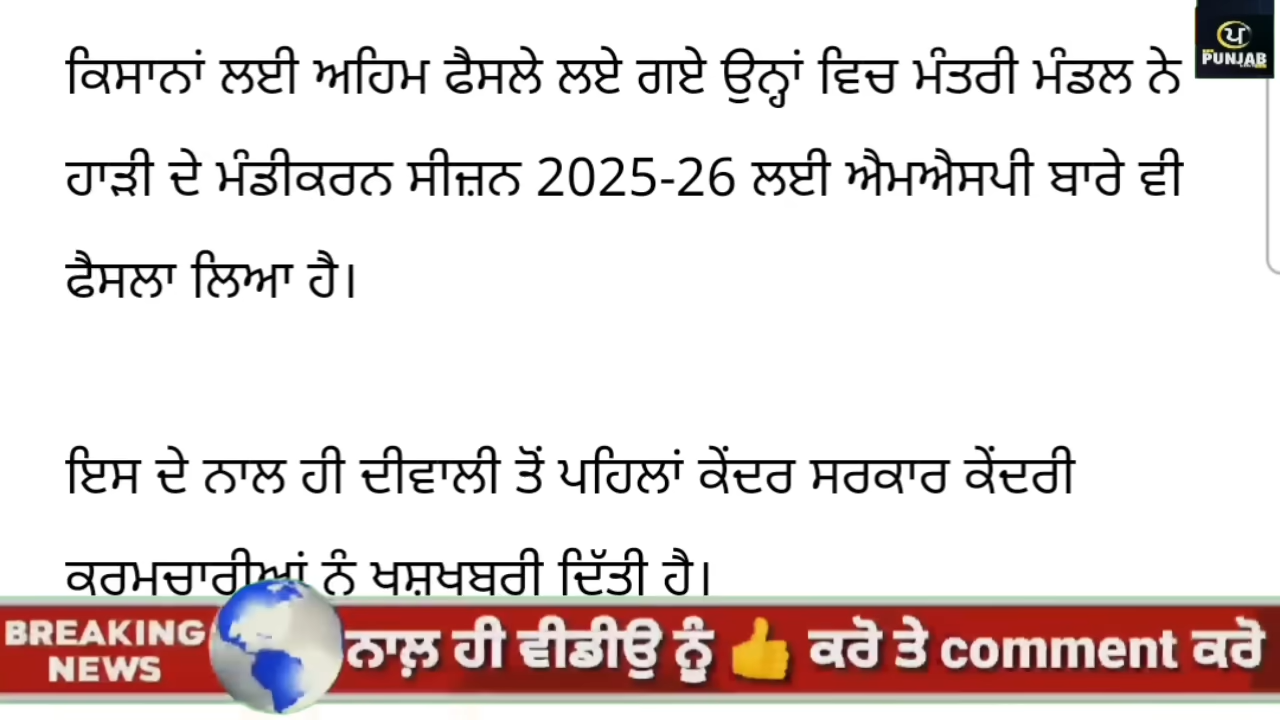 ਪ
PUNJAB
ਕਿਸਾਨਾਂ ਲਈ ਅਹਿਮ ਫੈਸਲੇ ਲਏ ਗਏ ਉਨ੍ਹਾਂ ਵਿਚ ਮੰਤਰੀ ਮੰਡਲ ਨੇ
ਹਾੜੀ ਦੇ ਮੰਡੀਕਰਨ ਸੀਜ਼ਨ 2025-26 ਲਈ ਐਮਐਸਪੀ ਬਾਰੇ ਵੀ
ਫੈਸਲਾ ਲਿਆ ਹੈ।
ਇਸ ਦੇ ਨਾਲ ਹੀ ਦੀਵਾਲੀ ਤੋਂ ਪਹਿਲਾਂ ਕੇਂਦਰ ਸਰਕਾਰ ਕੇਂਦਰੀ
ਕਰਮਚਾਰੀਆਂ ਨੂੰ ਖੁਸ਼ਖਬਰੀ ਦਿੱਤੀ ਹੈ।
BREAKING
NEWS
ਨਾਲ਼ ਹੀ ਵੀਡੀਉ ਨੂੰ 👍 ਕਰੋ ਤੇ comment ਕਰੋ